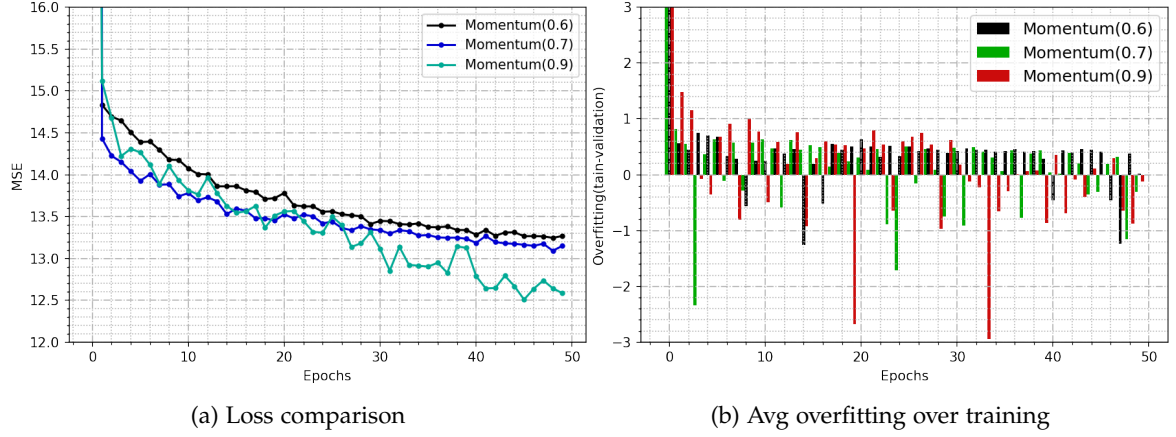 16.0
15.5
15.0
14.5
14.0
13.5
13.0
12.5
12.0
MSE
0 10 20 30 40 50
Epochs
Momentum(0.6)
Momentum(0.7)
Momentum(0.9)
(a) Loss comparison
3
2
1
0
−1
−2
−3
Overfitting(tain-validation)
0 10 20 30 40 50
Epochs
Momentum(0.6)
Momentum(0.7)
Momentum(0.9)
(b) Avg overfitting over training